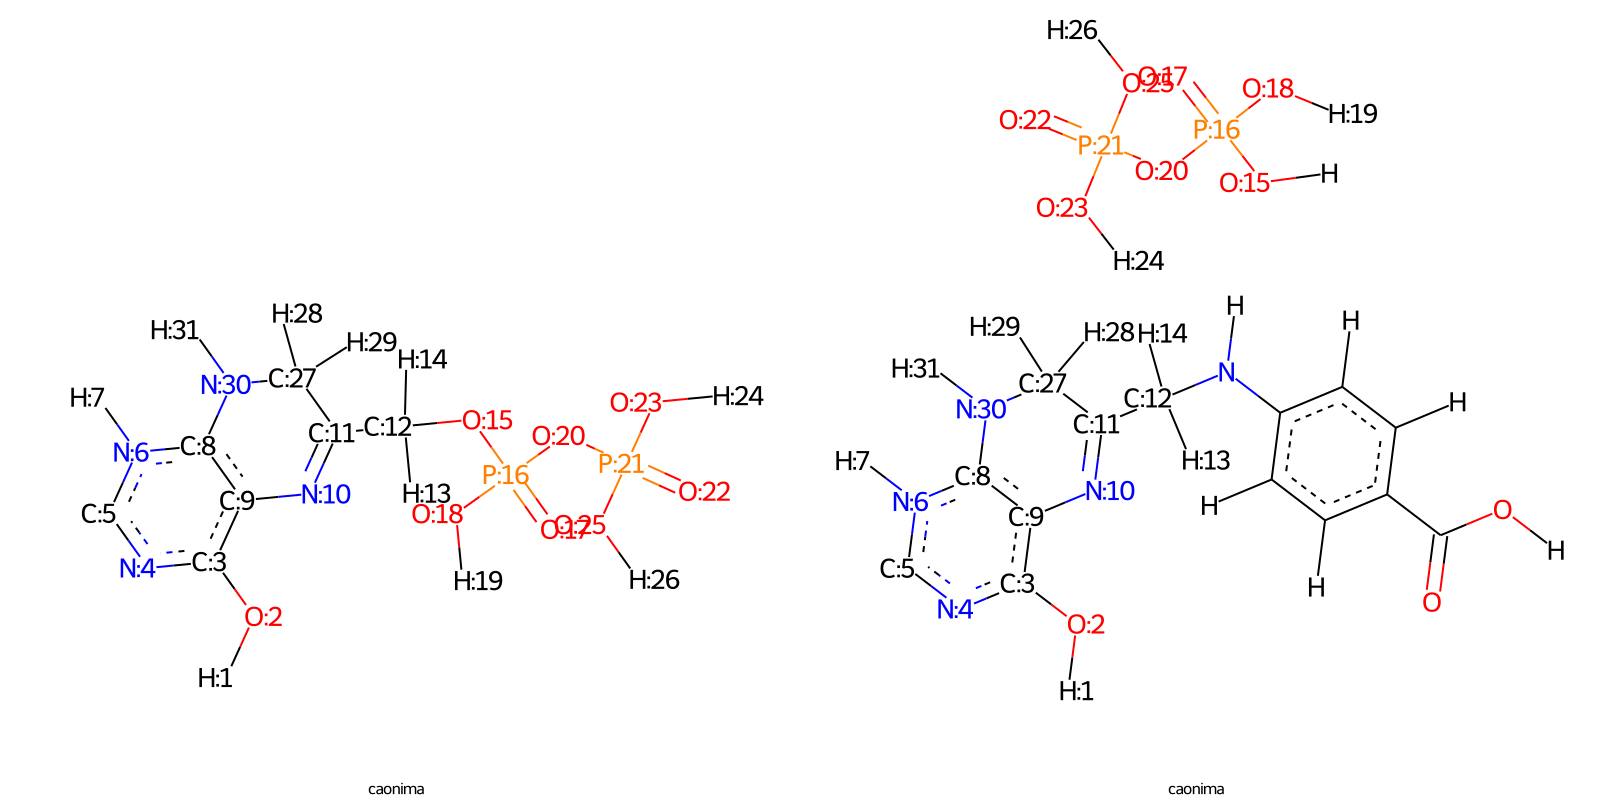 H:26
O:25
O:17
O:18
H:19
O:22
P:21
P:16
O:20
O:15
H
O:23
H:24
H:31
H:28
H:29
H:14
N:30
C:27
H:7
N:6
C:8
C:11
C:12
O:15
O:23
H:24
O:20
P:16
P:21
O:22
C:5
C:9
N:10
H:13
O:18
O:17
O:25
N:4
C:3
H:19
H:26
O:2
H:1
caonima
H
H:29
H:28
H:14
H
H:31
C:27
N
N:30
C:12
H
C:11
H:7
H:13
C:8
N:10
N:6
C:9
H
O
C:5
C:3
H
H
N:4
O
O:2
H:1
caonima